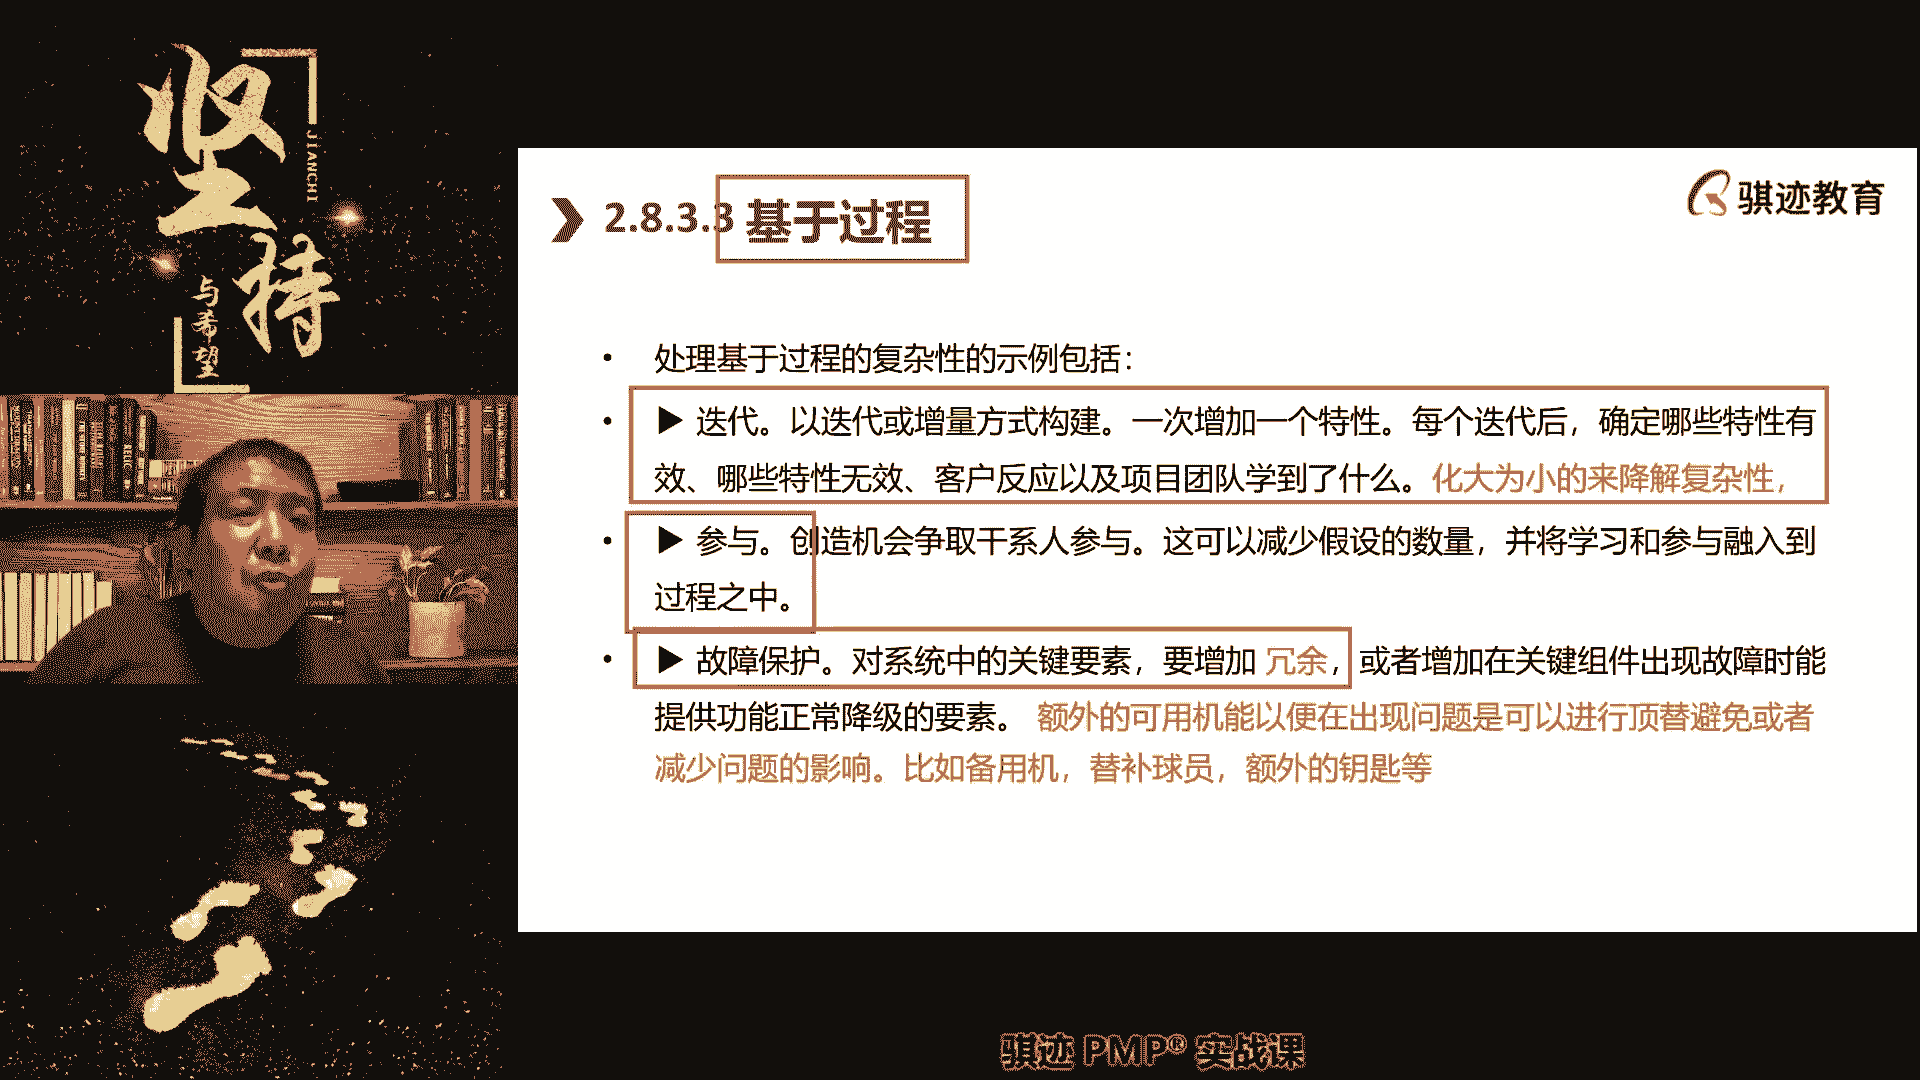 坚持
JIANCHI
与希望
2.8.3.3 基于过程
骐迹教育
• 处理基于过程的复杂性的示例包括：
• ▶ 迭代。以迭代或增量方式构建。一次增加一个特性。每个迭代后，确定哪些特性有
效、哪些特性无效、客户反应以及项目团队学到了什么。化大为小的来降解复杂性，
• ▶ 参与。创造机会争取干系人参与。这可以减少假设的数量，并将学习和参与融入到
过程之中。
• ▶ 故障保护。对系统中的关键要素，要增加 冗余，或者增加在关键组件出现故障时能
提供功能正常降级的要素。 额外的可用机能以便在出现问题是可以进行顶替避免或者
减少问题的影响。比如备用机，替补球员，额外的钥匙等
骐迹 PMP® 实战课